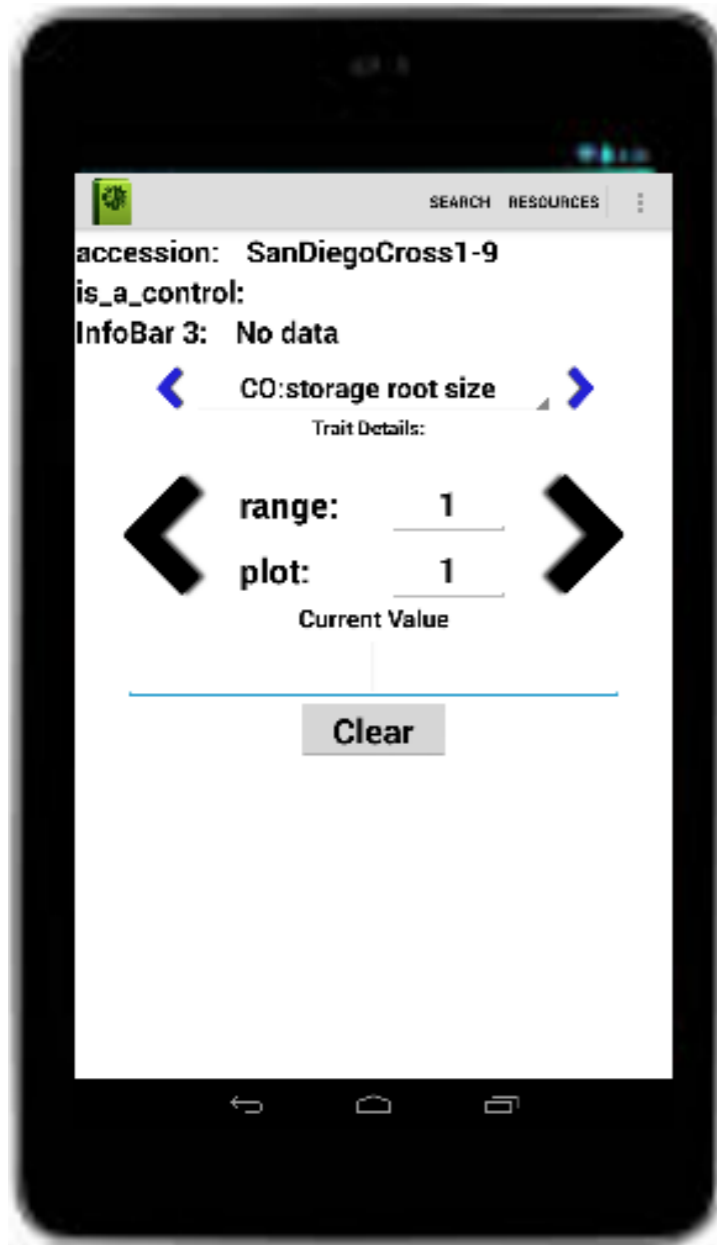 SEARCH RESOURCES
accession: SanDiegoCross1-9
is_a_control:
InfoBar 3: No data
CO:storage root size
Trait Details:
range: 1
plot: 1
Current Value
Clear